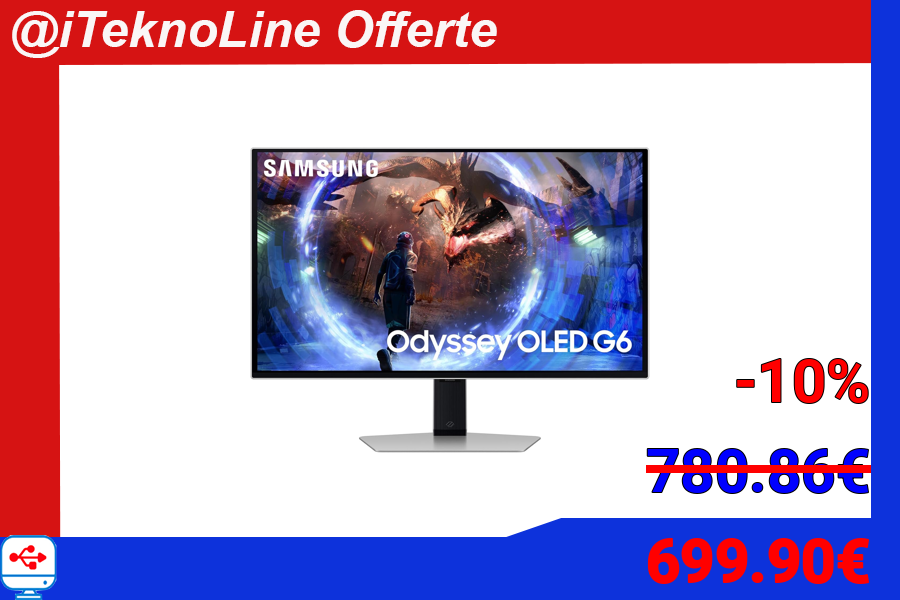 @iTeknoLine Offerte
SAMSUNG
Odyssey OLED G6
-10%
780.86€
699.90€